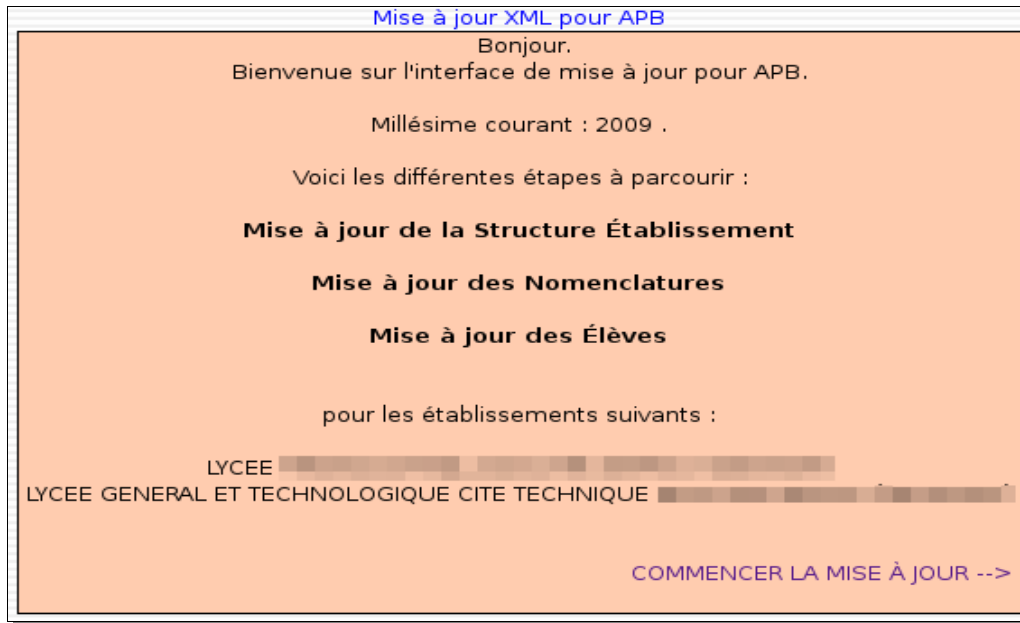 Mise à jour XML pour APB
Bonjour.
Bienvenue sur l'interface de mise à jour pour APB.
Millésime courant : 2009 .
Voici les différentes étapes à parcourir :
Mise à jour de la Structure Établissement
Mise à jour des Nomenclatures
Mise à jour des Élèves
pour les établissements suivants :
LYCEE
LYCEE GENERAL ET TECHNOLOGIQUE CITE TECHNIQUE
COMMENCER LA MISE À JOUR -->